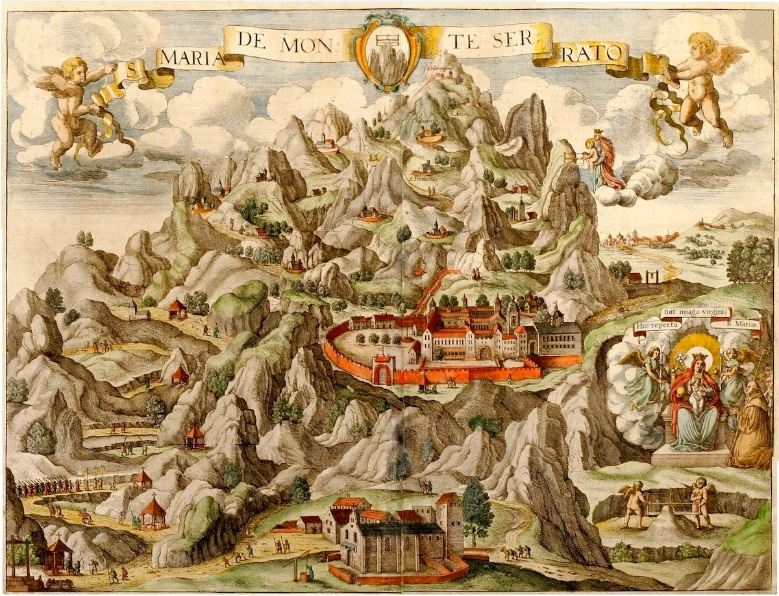 S. MARIA DE MON TE SER RATO
fuit imago virginis
Hic reperta S. Mariæ